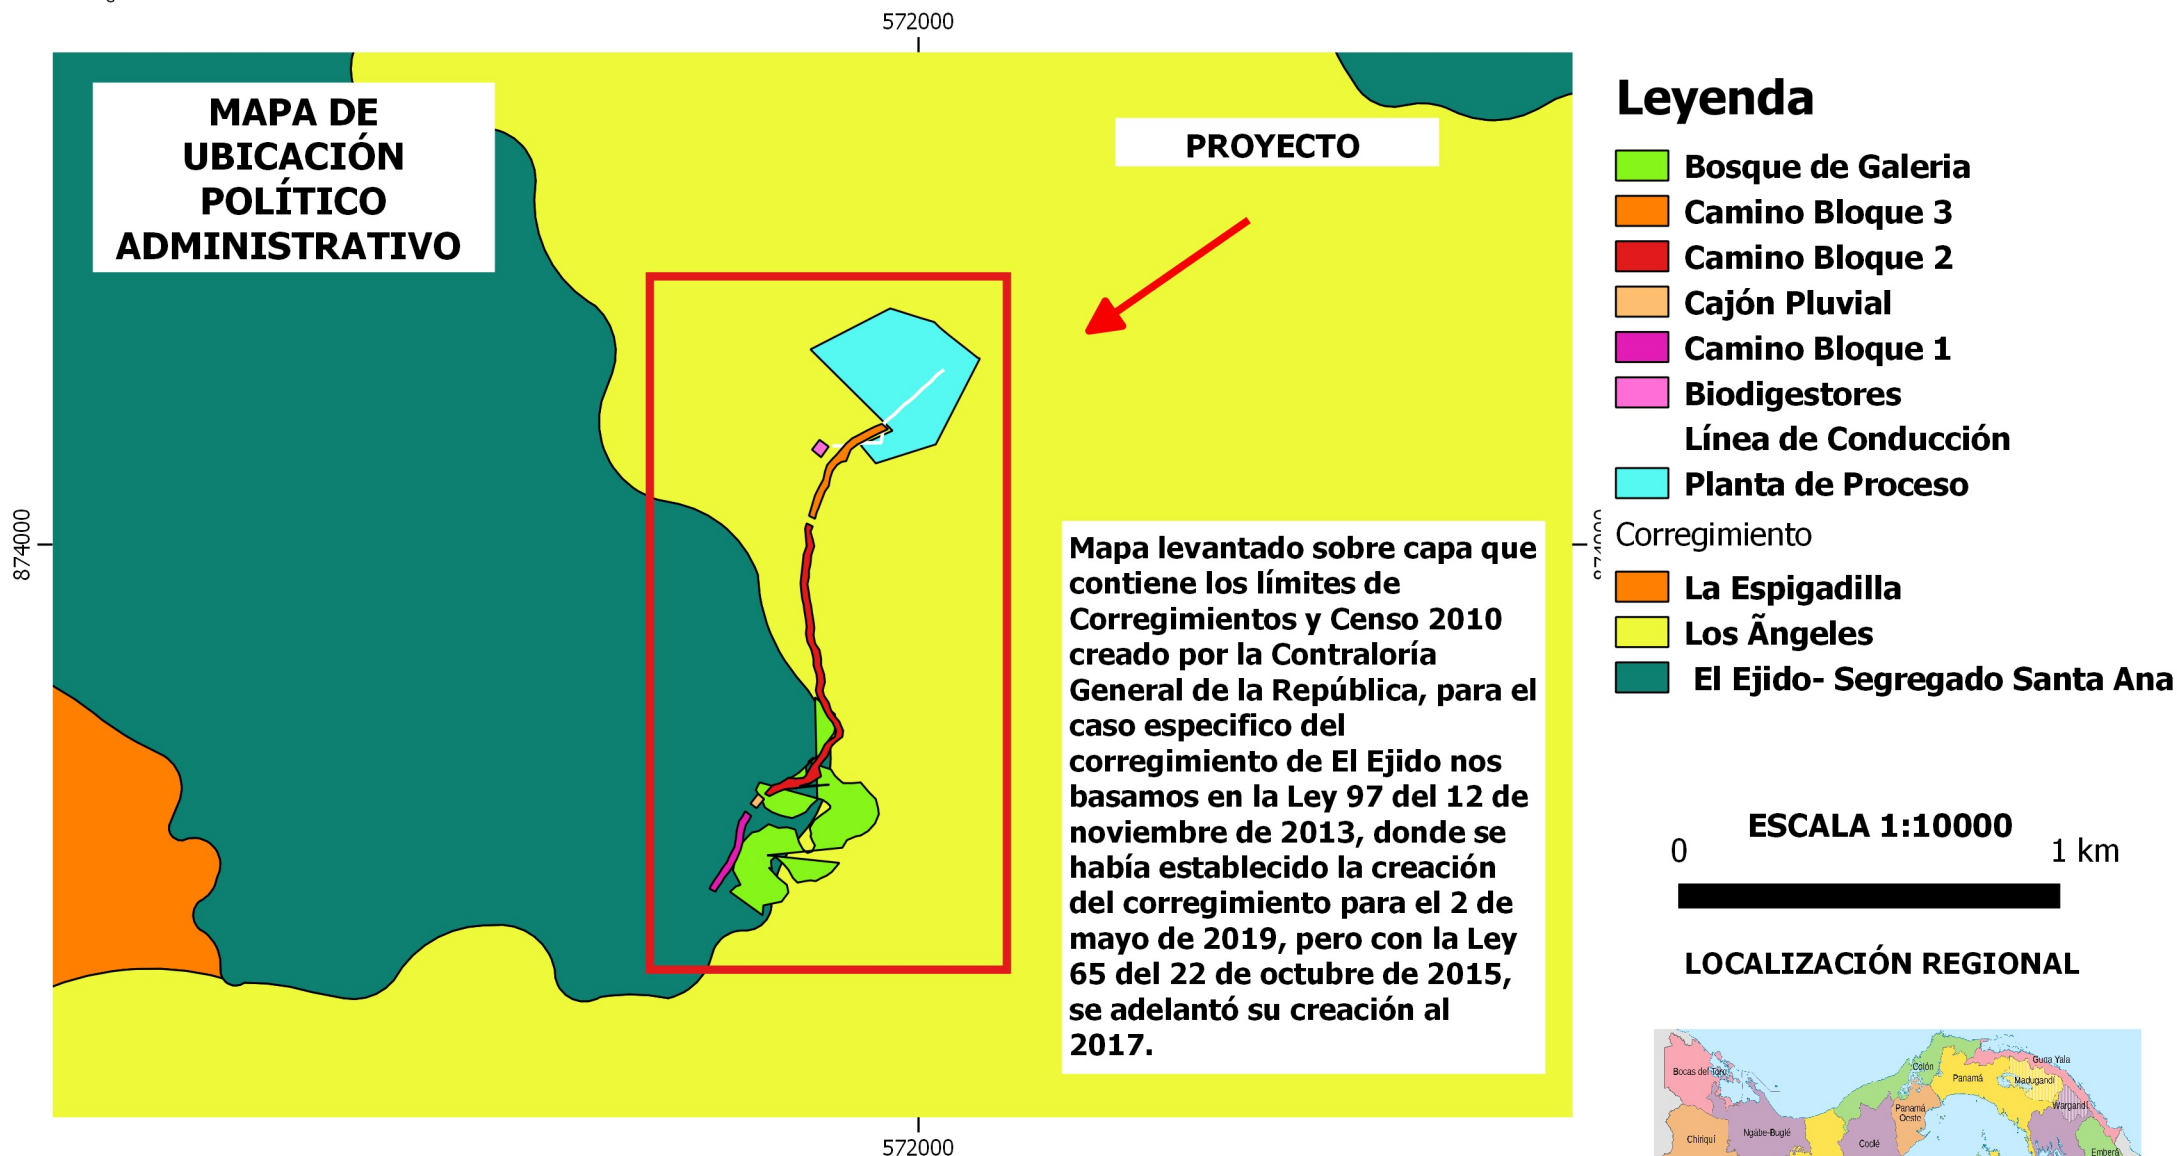 572000
MAPA DE
UBICACIÓN
POLÍTICO
ADMINISTRATIVO
PROYECTO
874000
Mapa levantado sobre capa que
contiene los límites de
Corregimientos y Censo 2010
creado por la Contraloría
General de la República, para el
caso especifico del
corregimiento de El Ejido nos
basamos en la Ley 97 del 12 de
noviembre de 2013, donde se
había establecido la creación
del corregimiento para el 2 de
mayo de 2019, pero con la Ley
65 del 22 de octubre de 2015,
se adelantó su creación al
2017.
572000
Leyenda
Bosque de Galeria
Camino Bloque 3
Camino Bloque 2
Cajón Pluvial
Camino Bloque 1
Biodigestores
Línea de Conducción
Planta de Proceso
Corregimiento
La Espigadilla
Los Ãngeles
El Ejido- Segregado Santa Ana
ESCALA 1:10000
0 1 km
LOCALIZACIÓN REGIONAL
Bocas del Toro
Colón
Guna Yala
Panamá
Madugandí
Wargandí
Panamá
Oeste
Chiriquí
Ngäbe-Buglé
Coclé
Emberá